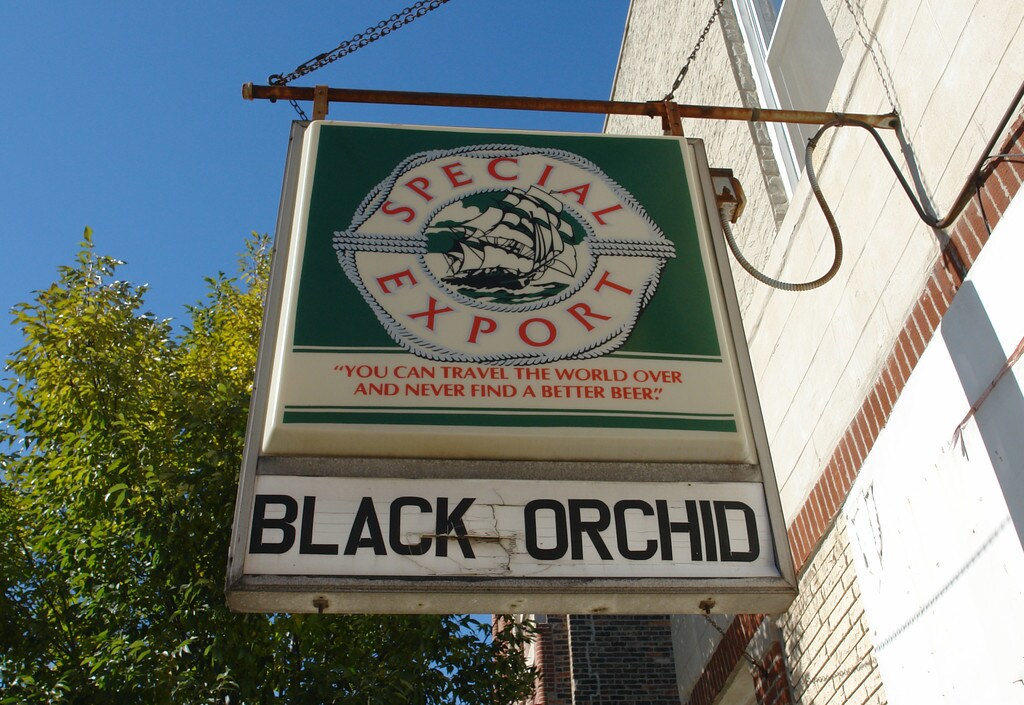 SPECIAL
EXPORT
“YOU CAN TRAVEL THE WORLD OVER
AND NEVER FIND A BETTER BEER.”
BLACK ORCHID